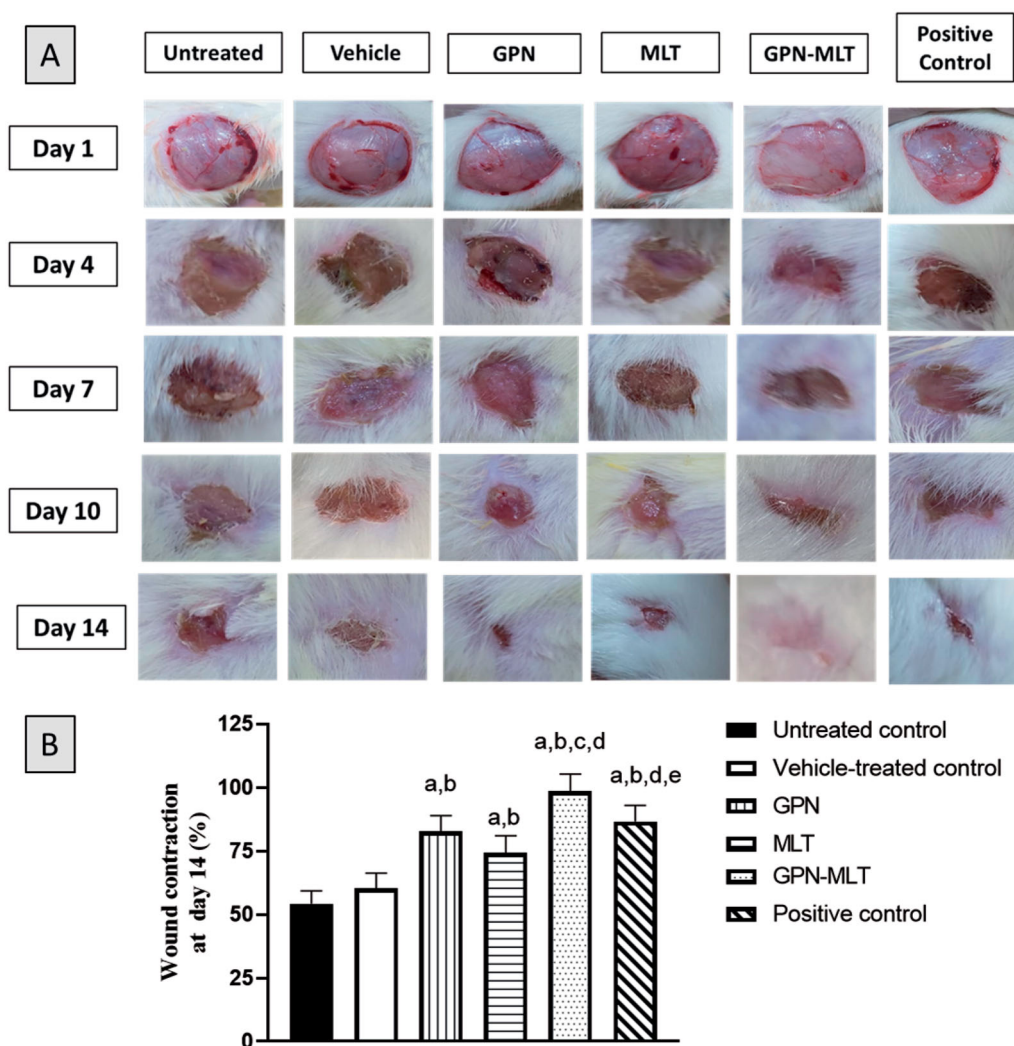 A
Untreated
Vehicle
GPN
MLT
GPN-MLT
Positive
Control
Day 1
Day 4
Day 7
Day 10
Day 14
B
Wound contraction
at day 14 (%)
125
100
75
50
25
0
a,b
a,b
a,b,c,d
a,b,d,e
Untreated control
Vehicle-treated control
GPN
MLT
GPN-MLT
Positive control